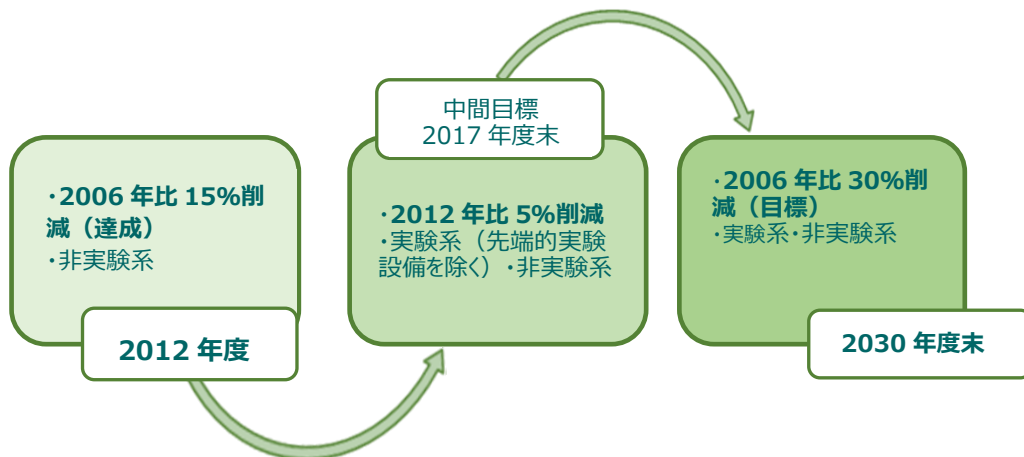 ・2006 年比 15%削
減（達成）
・非実験系
2012 年度
中間目標
2017 年度末
・2012 年比 5%削減
・実験系（先端的実験
設備を除く）・非実験系
・2006 年比 30%削
減（目標）
・実験系・非実験系
2030 年度末